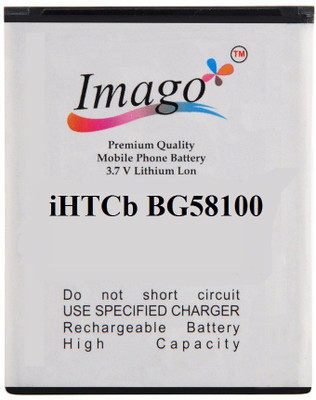 Imago TM
Premium Quality
Mobile Phone Battery
3.7 V Lithium Lon
iHTCb BG58100
Do not short circuit
USE SPECIFIED CHARGER
Rechargeable Battery
High Capacity